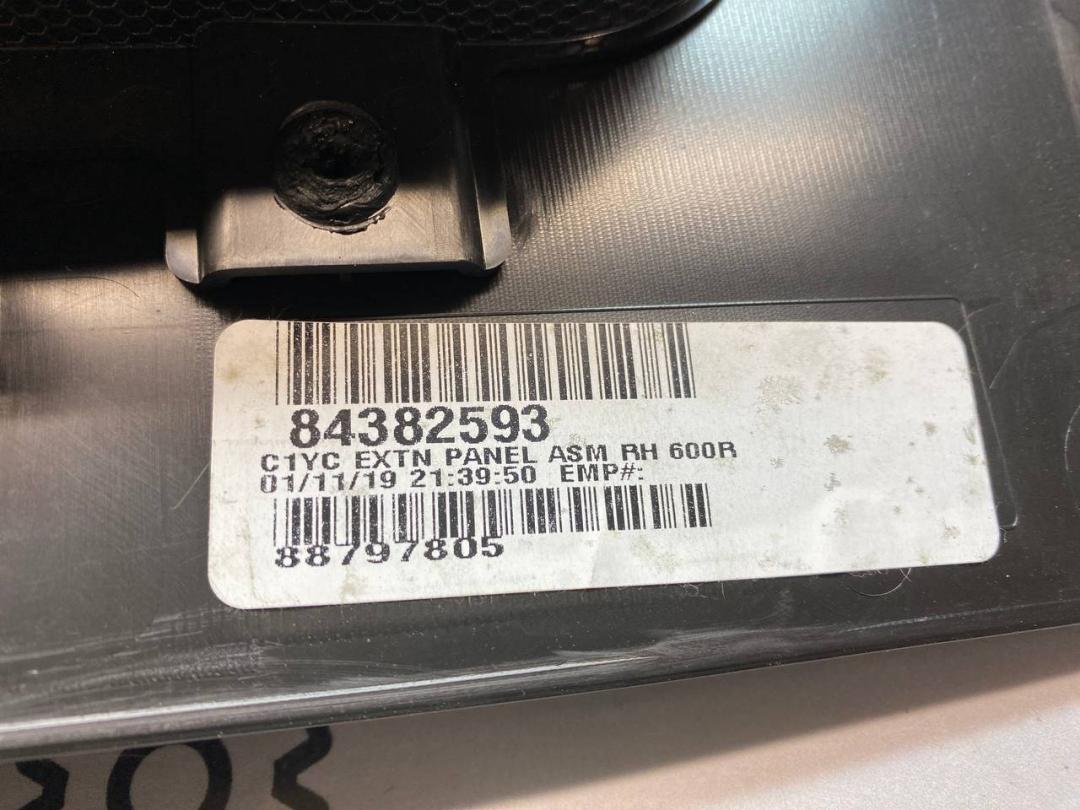 84382593
C1YC EXTN PANEL ASM RH 600R
01/11/19 21:39:50 EMP#:
88797805